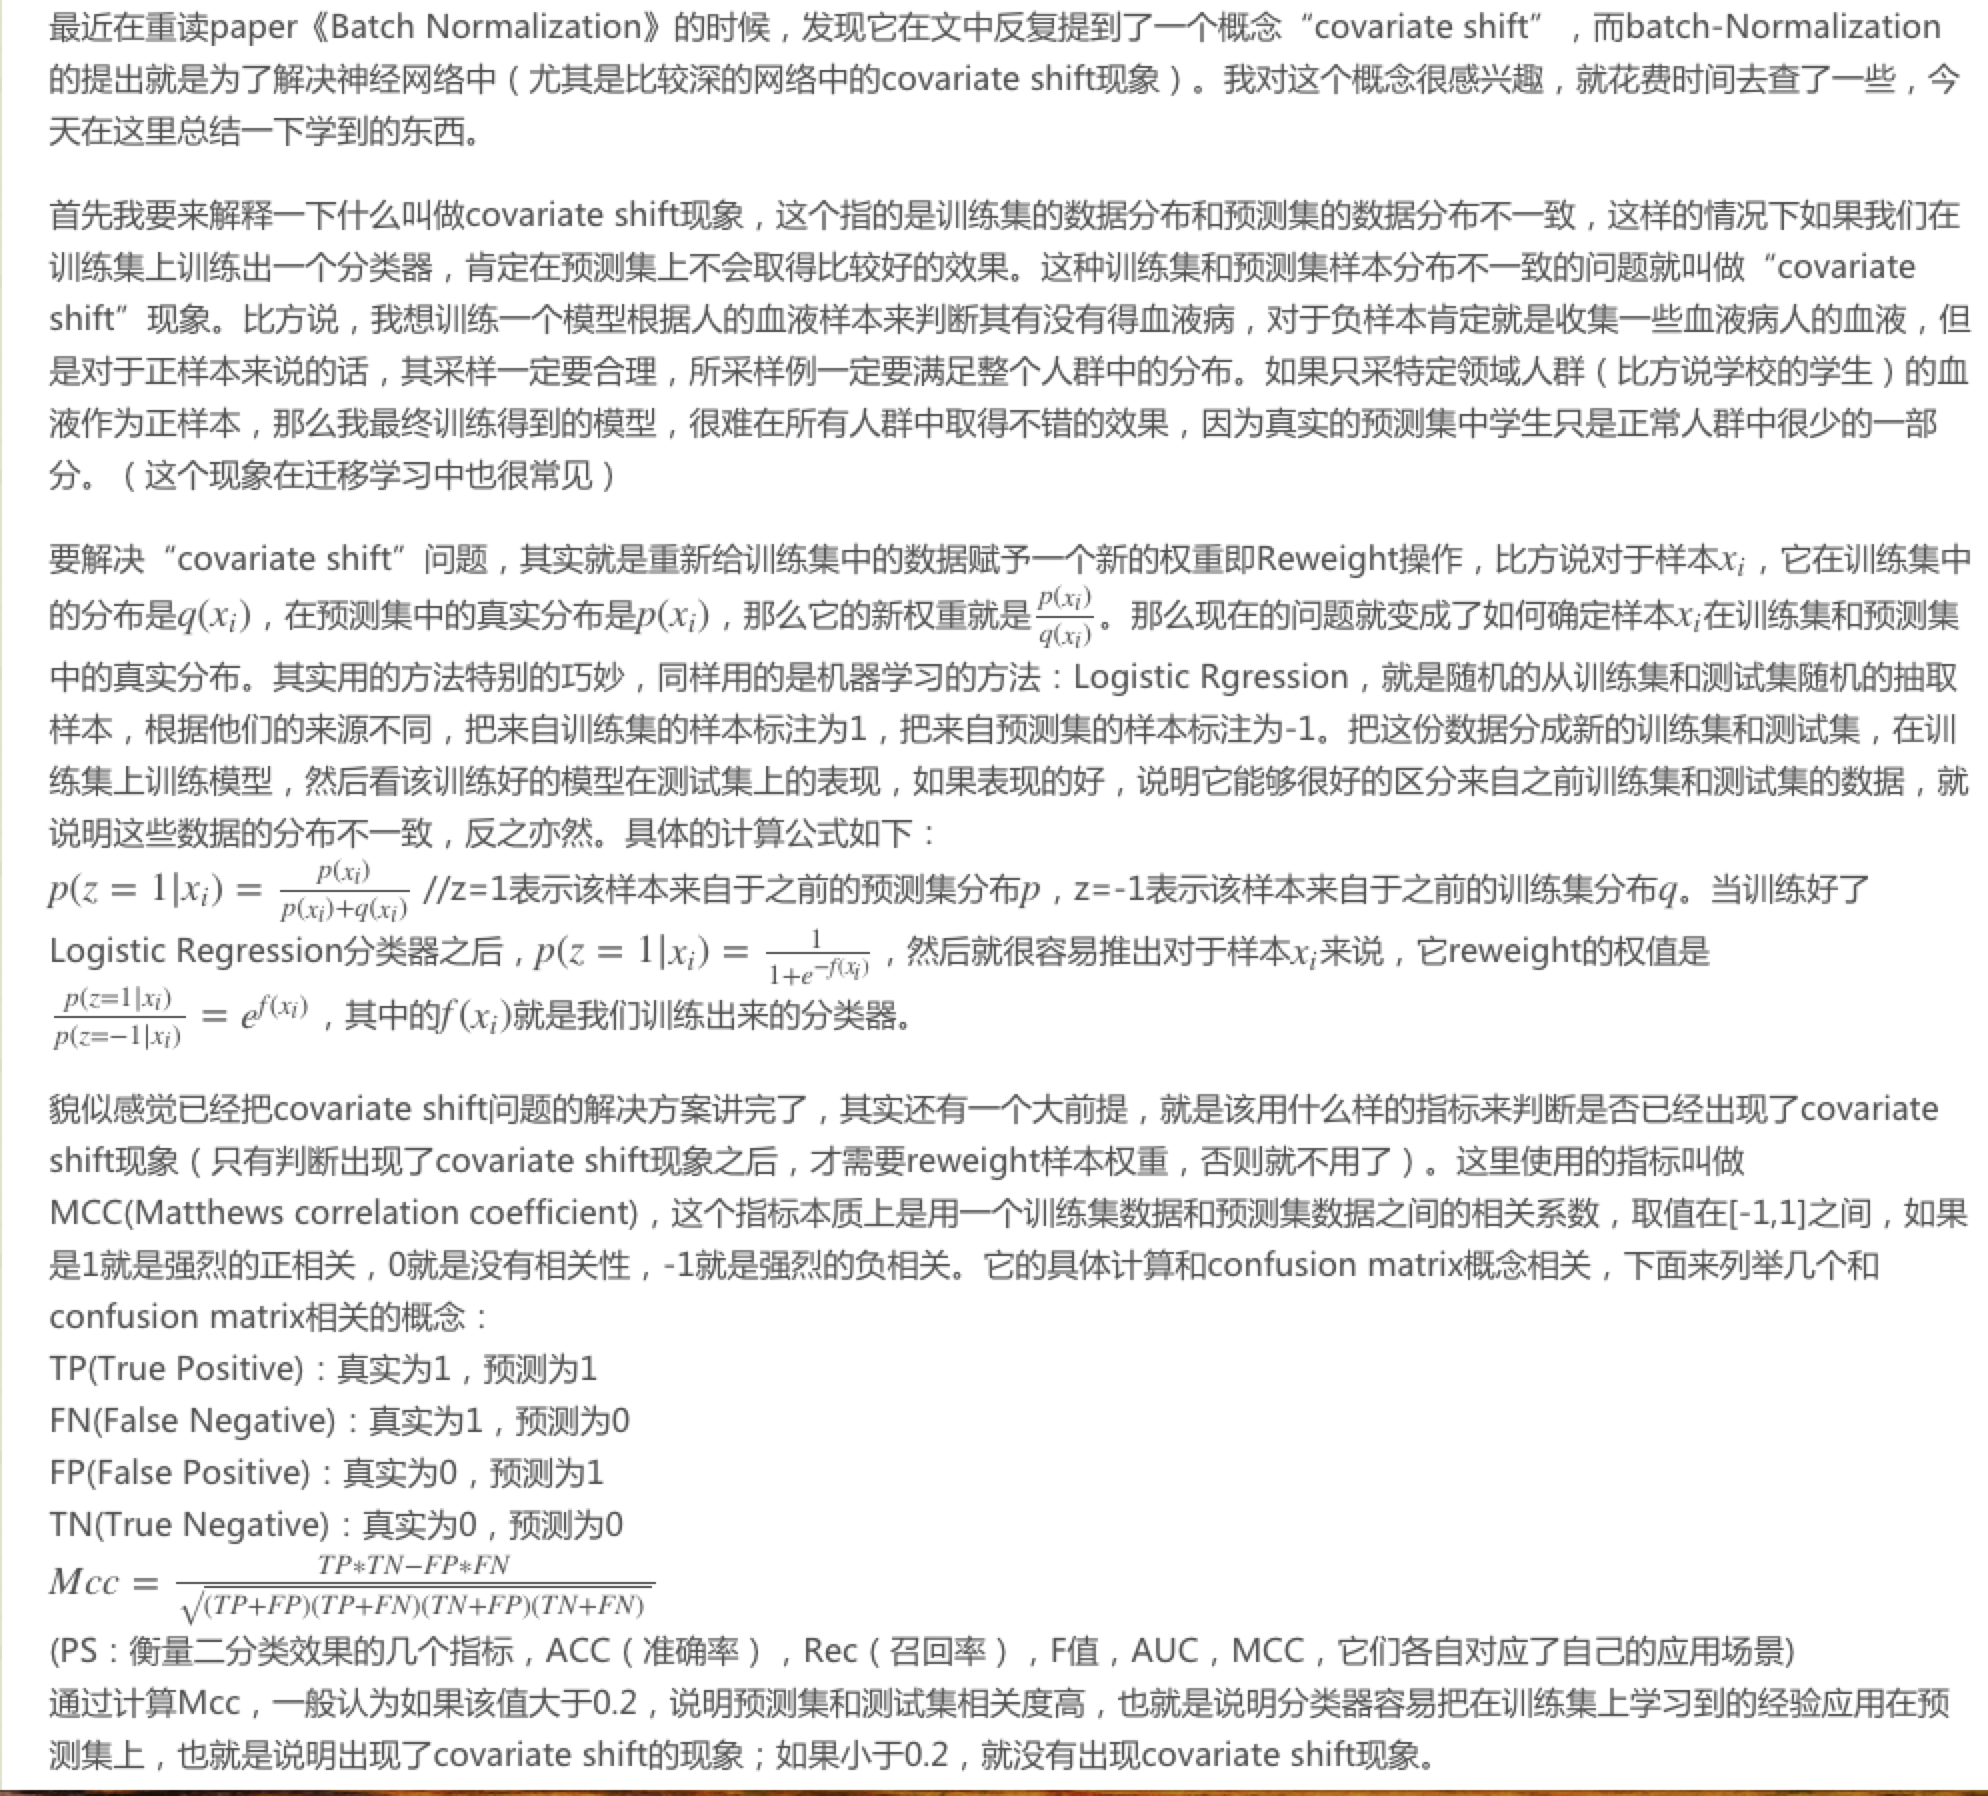 最近在重读paper《Batch Normalization》的时候，发现它在文中反复提到了一个概念“covariate shift”，而batch-Normalization
的提出就是为了解决神经网络中（尤其是比较深的网络中的covariate shift现象）。我对这个概念很感兴趣，就花费时间去查了一些，今
天在这里总结一下学到的东西。
首先我要来解释一下什么叫做covariate shift现象，这个指的是训练集的数据分布和预测集的数据分布不一致，这样的情况下如果我们在
训练集上训练出一个分类器，肯定在预测集上不会取得比较好的效果。这种训练集和预测集样本分布不一致的问题就叫做“covariate
shift”现象。比方说，我想训练一个模型根据人的血液样本来判断其有没有得血液病，对于负样本肯定就是收集一些血液病人的血液，但
是对于正样本来说的话，其采样一定要合理，所采样例一定要满足整个人群中的分布。如果只采特定领域人群（比方说学校的学生）的血
液作为正样本，那么我最终训练得到的模型，很难在所有人群中取得不错的效果，因为真实的预测集中学生只是正常人群中很少的一部
分。（这个现象在迁移学习中也很常见）
要解决“covariate shift”问题，其实就是重新给训练集中的数据赋予一个新的权重即Reweight操作，比方说对于样本$x_i$，它在训练集中
的分布是$q(x_i)$，在预测集中的真实分布是$p(x_i)$，那么它的新权重就是$\frac{p(x_i)}{q(x_i)}$。那么现在的问题就变成了如何确定样本$x_i$在训练集和预测集
中的真实分布。其实用的方法特别的巧妙，同样用的是机器学习的方法：Logistic Rgression，就是随机的从训练集和测试集随机的抽取
样本，根据他们的来源不同，把来自训练集的样本标注为1，把来自预测集的样本标注为-1。把这份数据分成新的训练集和测试集，在训
练集上训练模型，然后看该训练好的模型在测试集上的表现，如果表现的好，说明它能够很好的区分来自之前训练集和测试集的数据，就
说明这些数据的分布不一致，反之亦然。具体的计算公式如下：
$p(z=1|x_i)=\frac{p(x_i)}{p(x_i)+q(x_i)}$ //z=1表示该样本来自于之前的预测集分布$p$，z=-1表示该样本来自于之前的训练集分布$q$。当训练好了
Logistic Regression分类器之后，$p(z=1|x_i)=\frac{1}{1+e^{-f(x_i)}}$，然后就很容易推出对于样本$x_i$来说，它reweight的权值是
$\frac{p(z=1|x_i)}{p(z=-1|x_i)}=e^{f(x_i)}$，其中的$f(x_i)$就是我们训练出来的分类器。
貌似感觉已经把covariate shift问题的解决方案讲完了，其实还有一个大前提，就是该用什么样的指标来判断是否已经出现了covariate
shift现象（只有判断出现了covariate shift现象之后，才需要reweight样本权重，否则就不用了）。这里使用的指标叫做
MCC(Matthews correlation coefficient)，这个指标本质上是用一个训练集数据和预测集数据之间的相关系数，取值在[-1,1]之间，如果
是1就是强烈的正相关，0就是没有相关性，-1就是强烈的负相关。它的具体计算和confusion matrix概念相关，下面来列举几个和
confusion matrix相关的概念：
TP(True Positive)：真实为1，预测为1
FN(False Negative)：真实为1，预测为0
FP(False Positive)：真实为0，预测为1
TN(True Negative)：真实为0，预测为0
$Mcc=\frac{TP*TN-FP*FN}{\sqrt{(TP+FP)(TP+FN)(TN+FP)(TN+FN)}}$
(PS：衡量二分类效果的几个指标，ACC（准确率），Rec（召回率），F值，AUC，MCC，它们各自对应了自己的应用场景)
通过计算Mcc，一般认为如果该值大于0.2，说明预测集和测试集相关度高，也就是说明分类器容易把在训练集上学习到的经验应用在预
测集上，也就是说明出现了covariate shift的现象；如果小于0.2，就没有出现covariate shift现象。